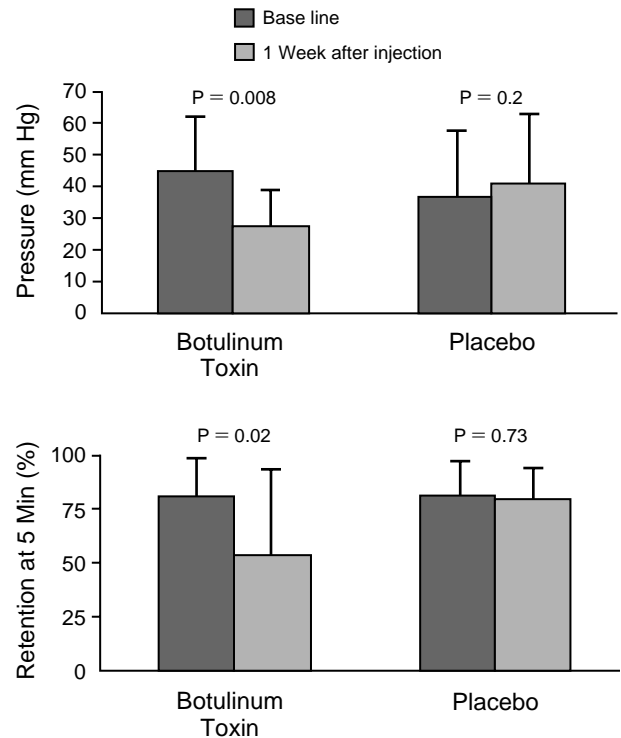 Base line
1 Week after injection
Pressure (mm Hg)
70
60
50
40
30
20
10
0
P = 0.008
P = 0.2
Botulinum
Toxin
Placebo
Retention at 5 Min (%)
100
75
50
25
0
P = 0.02
P = 0.73
Botulinum
Toxin
Placebo